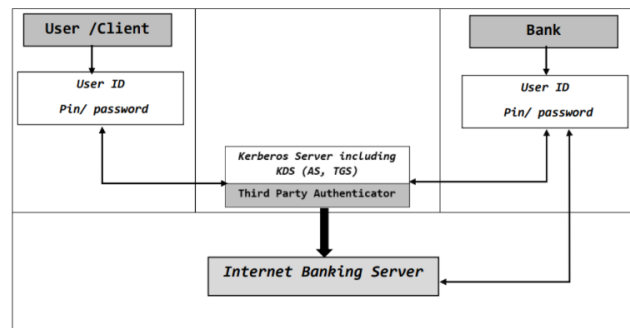 User /Client
User ID
Pin/ password
Kerberos Server including
KDS (AS, TGS)
Third Party Authenticator
Bank
User ID
Pin/ password
Internet Banking Server